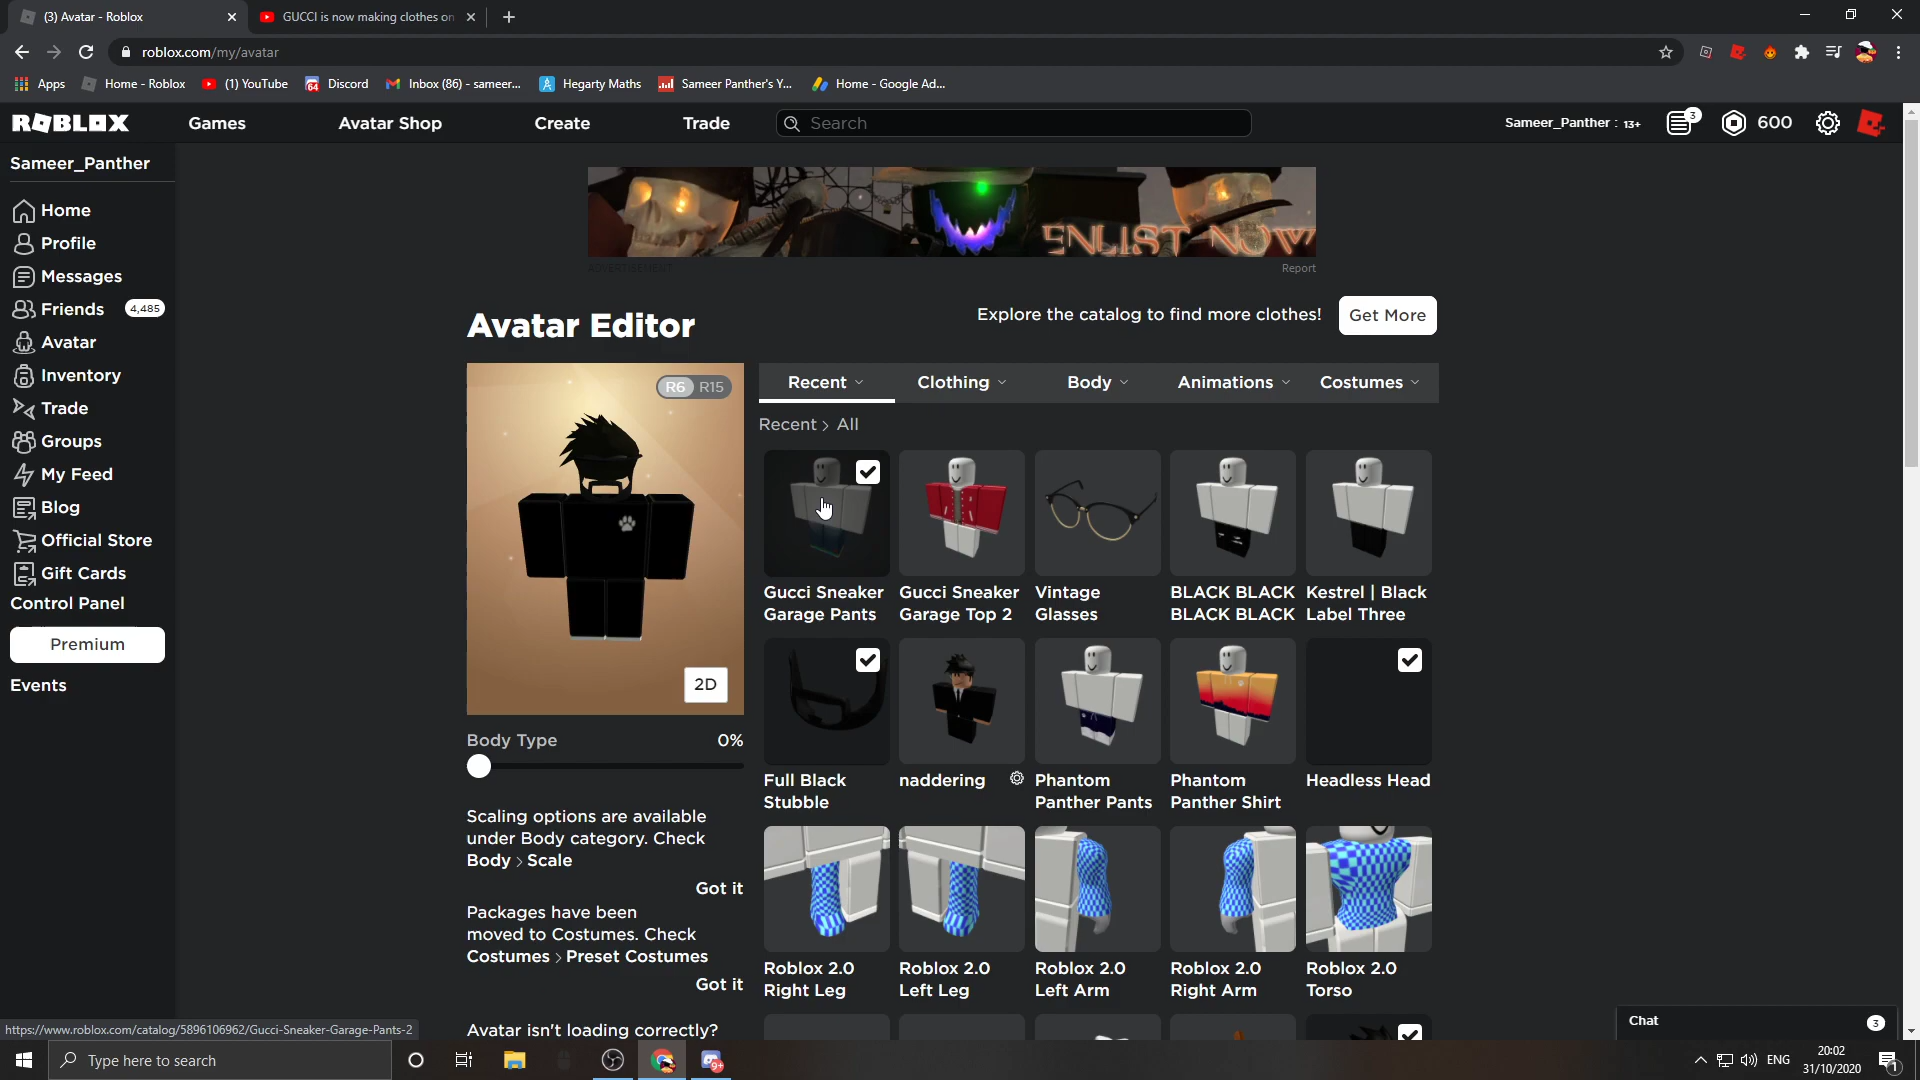 (3) Avatar - Roblox
GUCCI is now making clothes on
roblox.com/my/avatar
Apps
Home - Roblox
(1) YouTube
64
Discord
Inbox (86) - sameer...
Hegarty Maths
Sameer Panther's Y...
Home - Google Ad...
ROBLOX
Games
Avatar Shop
Create
Trade
Search
Sameer_Panther : 13+
3
600
Sameer_Panther
Home
Profile
Messages
Friends
4,485
Avatar
Inventory
Trade
Groups
My Feed
Blog
Official Store
Gift Cards
Control Panel
Premium
Events
ENLIST NOW
ADVERTISEMENT
Report
Avatar Editor
Explore the catalog to find more clothes!
Get More
R6 R15
2D
Body Type
0%
Scaling options are available
under Body category. Check
Body > Scale
Got it
Packages have been
moved to Costumes. Check
Costumes > Preset Costumes
Got it
Avatar isn't loading correctly?
Recent
Clothing
Body
Animations
Costumes
Recent > All
Gucci Sneaker
Garage Pants
Gucci Sneaker
Garage Top 2
Vintage
Glasses
BLACK BLACK
BLACK BLACK
Kestrel | Black
Label Three
Full Black
Stubble
naddering
Phantom
Panther Pants
Phantom
Panther Shirt
Headless Head
Roblox 2.0
Right Leg
Roblox 2.0
Left Leg
Roblox 2.0
Left Arm
Roblox 2.0
Right Arm
Roblox 2.0
Torso
Chat
3
https://www.roblox.com/catalog/5896106962/Gucci-Sneaker-Garage-Pants-2
Type here to search
9+
ENG
20:02
31/10/2020
1